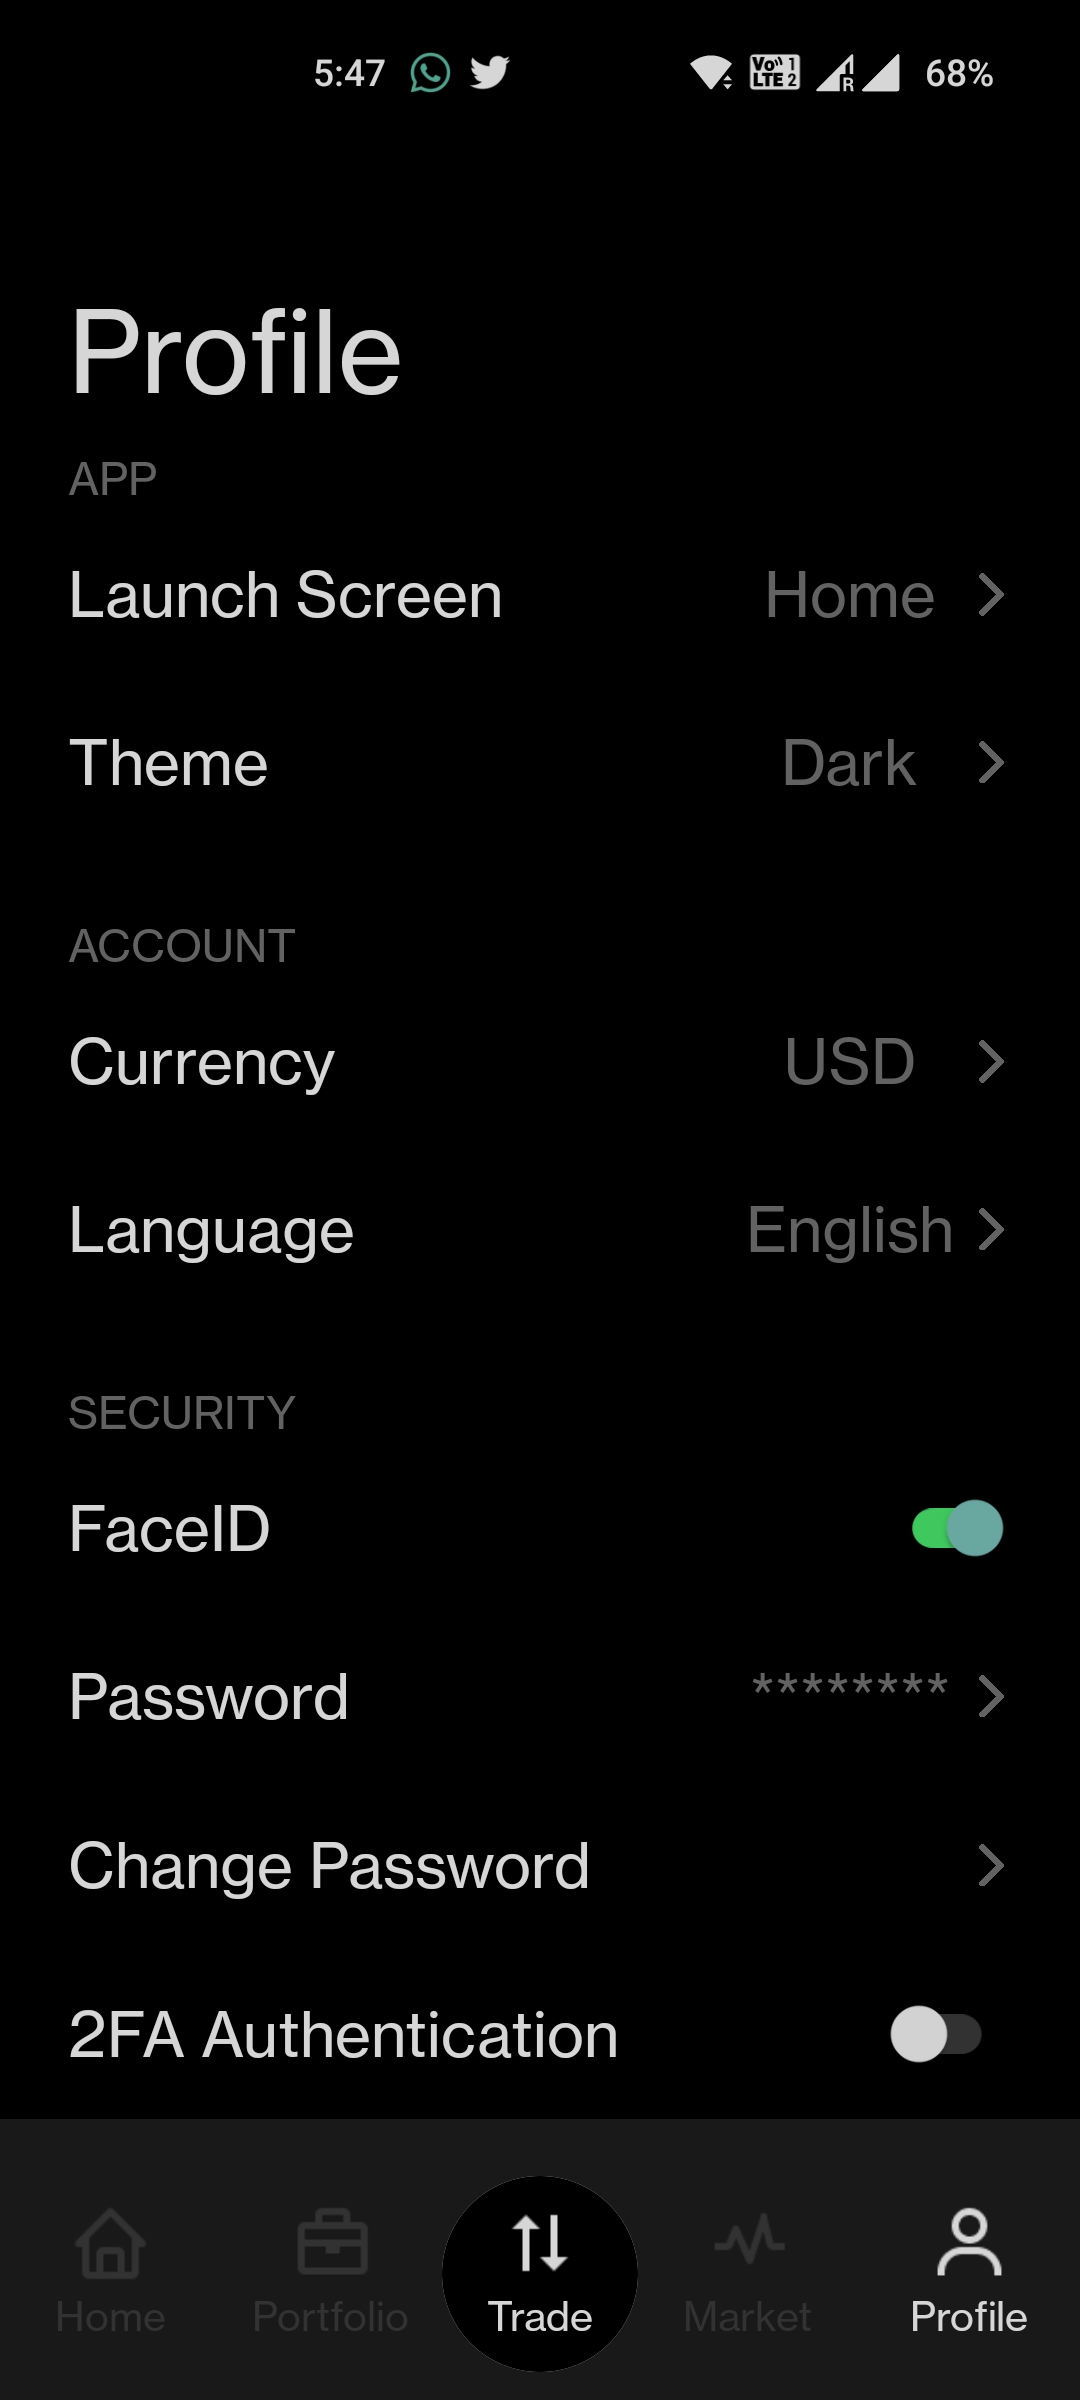 5:47 Vo)) 1 LTE 2 R 68%
Profile
APP
Launch Screen Home
Theme Dark
ACCOUNT
Currency USD
Language English
SECURITY
FaceID
Password ********
Change Password
2FA Authentication
Home Portfolio Trade Market Profile